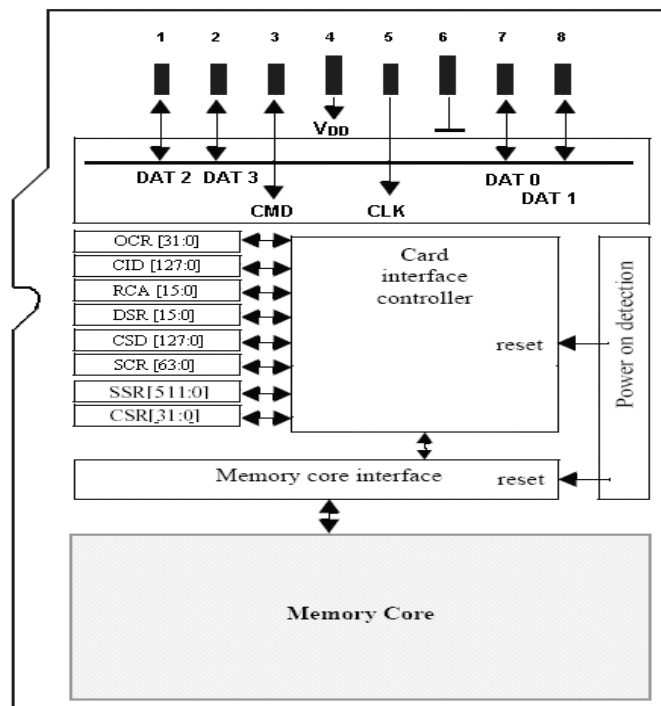 1 2 3 4 5 6 7 8
VDD
DAT 2 DAT 3 DAT 0
DAT 1
CMD CLK
OCR [31:0]
CID [127:0]
RCA [15:0]
DSR [15:0]
CSD [127:0]
SCR [63:0]
SSR[511:0]
CSR[31:0]
Card
interface
controller
reset
Power on detection
Memory core interface
reset
Memory Core